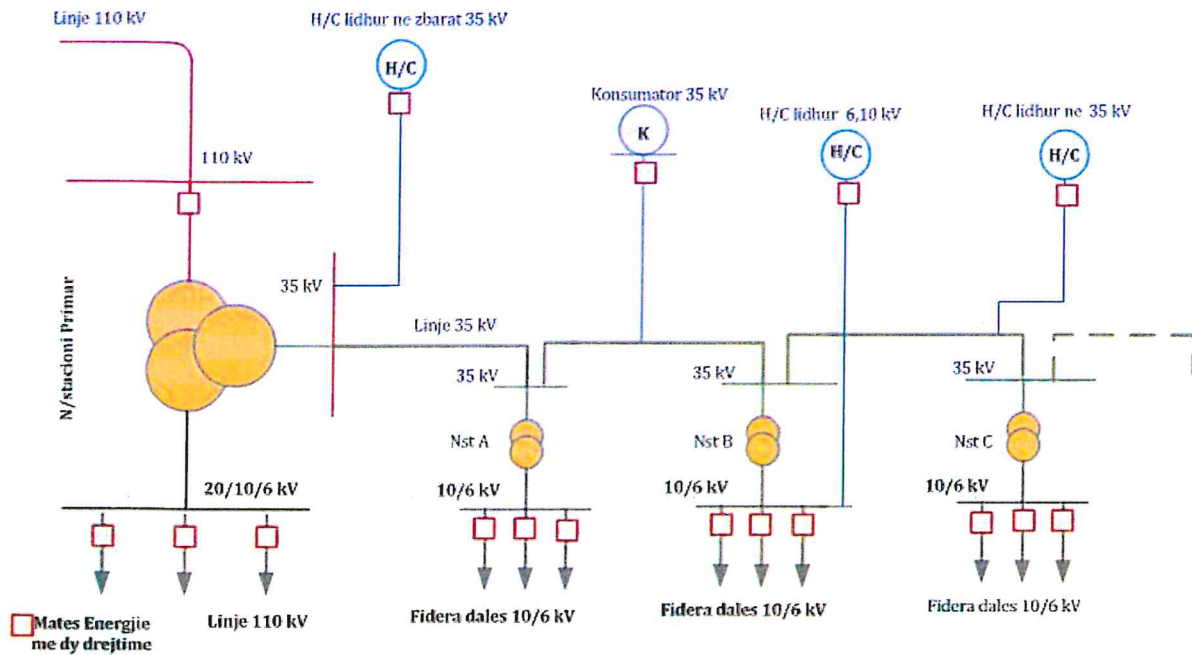 Linje 110 kV
H/C lidhur ne zbarat 35 kV
H/C
Konsumator 35 kV
K
H/C lidhur 6,10 kV
H/C
H/C lidhur ne 35 kV
H/C
110 kV
N/stacioni Primar
35 kV
Linje 35 kV
35 kV
35 kV
35 kV
Nst A
Nst B
Nst C
20/10/6 kV
10/6 kV
10/6 kV
10/6 kV
Linje 110 kV
Fidera dales 10/6 kV
Fidera dales 10/6 kV
Fidera dales 10/6 kV
Mates Energjie
me dy drejtime